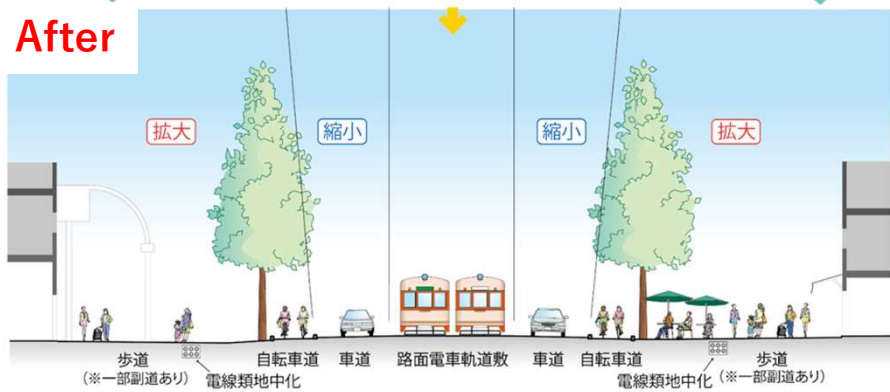 After
拡大
縮小
縮小
拡大
歩道
(※一部副道あり)
電線類地中化
自転車道
車道
路面電車軌道敷
車道
自転車道
電線類地中化
歩道
(※一部副道あり)